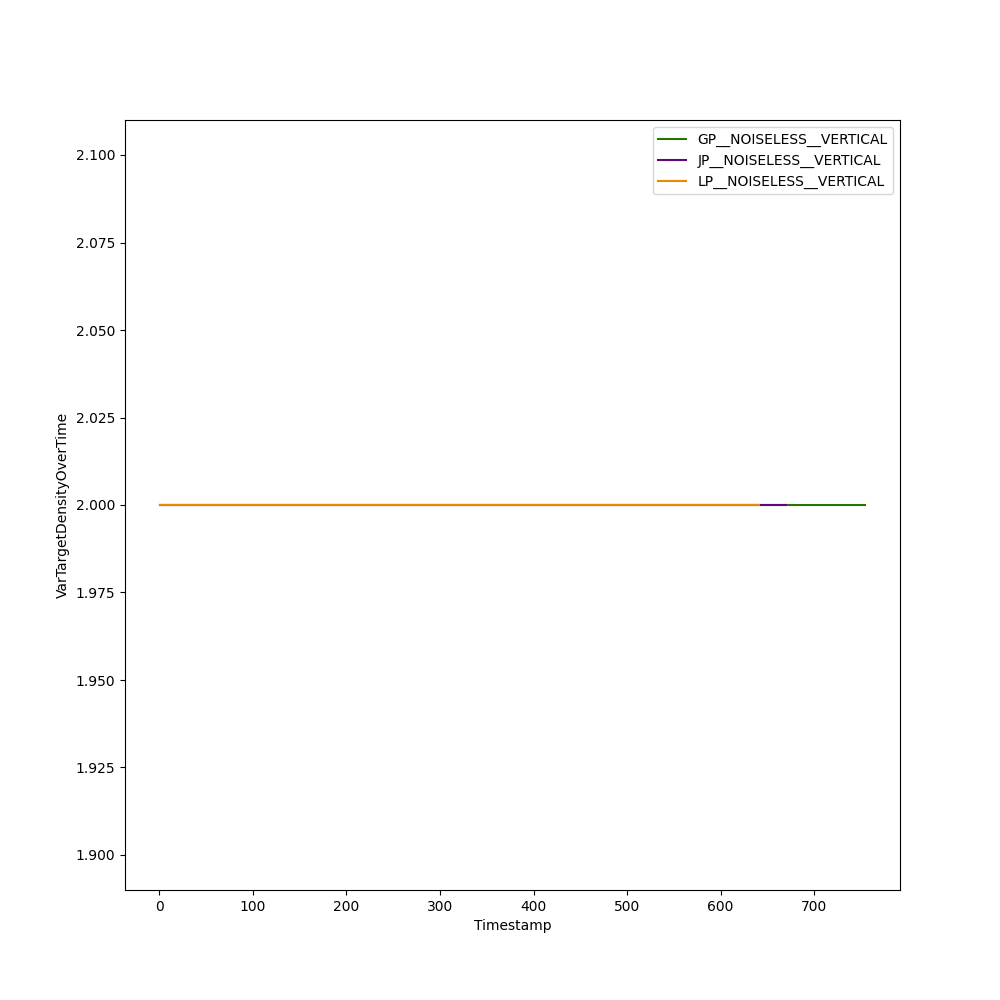 GP__NOISELESS__VERTICAL
JP__NOISELESS__VERTICAL
LP__NOISELESS__VERTICAL
2.100
2.075
2.050
2.025
2.000
1.975
1.950
1.925
1.900
VarTargetDensityOverTime
0 100 200 300 400 500 600 700
Timestamp